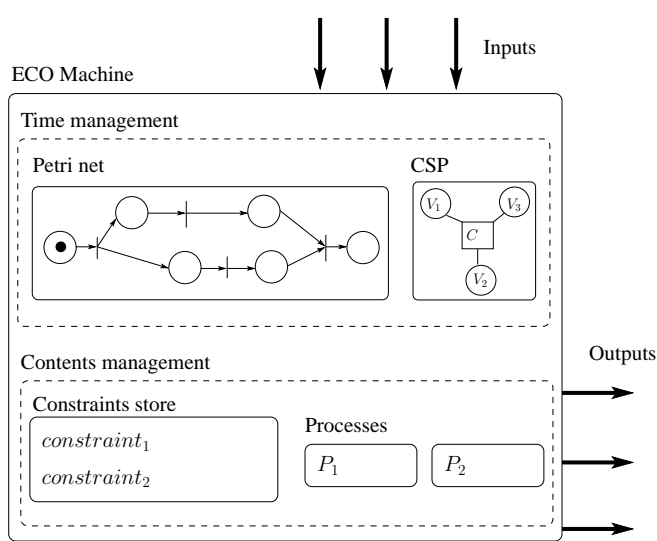 Inputs
ECO Machine
Time management
Petri net
CSP
V₁
V₃
C
V₂
Outputs
Contents management
Constraints store
constraint₁
constraint₂
Processes
P₁
P₂